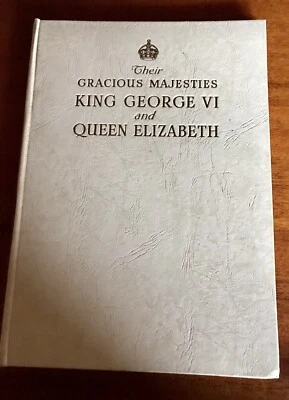 Their
GRACIOUS MAJESTIES
KING GEORGE VI
and
QUEEN ELIZABETH